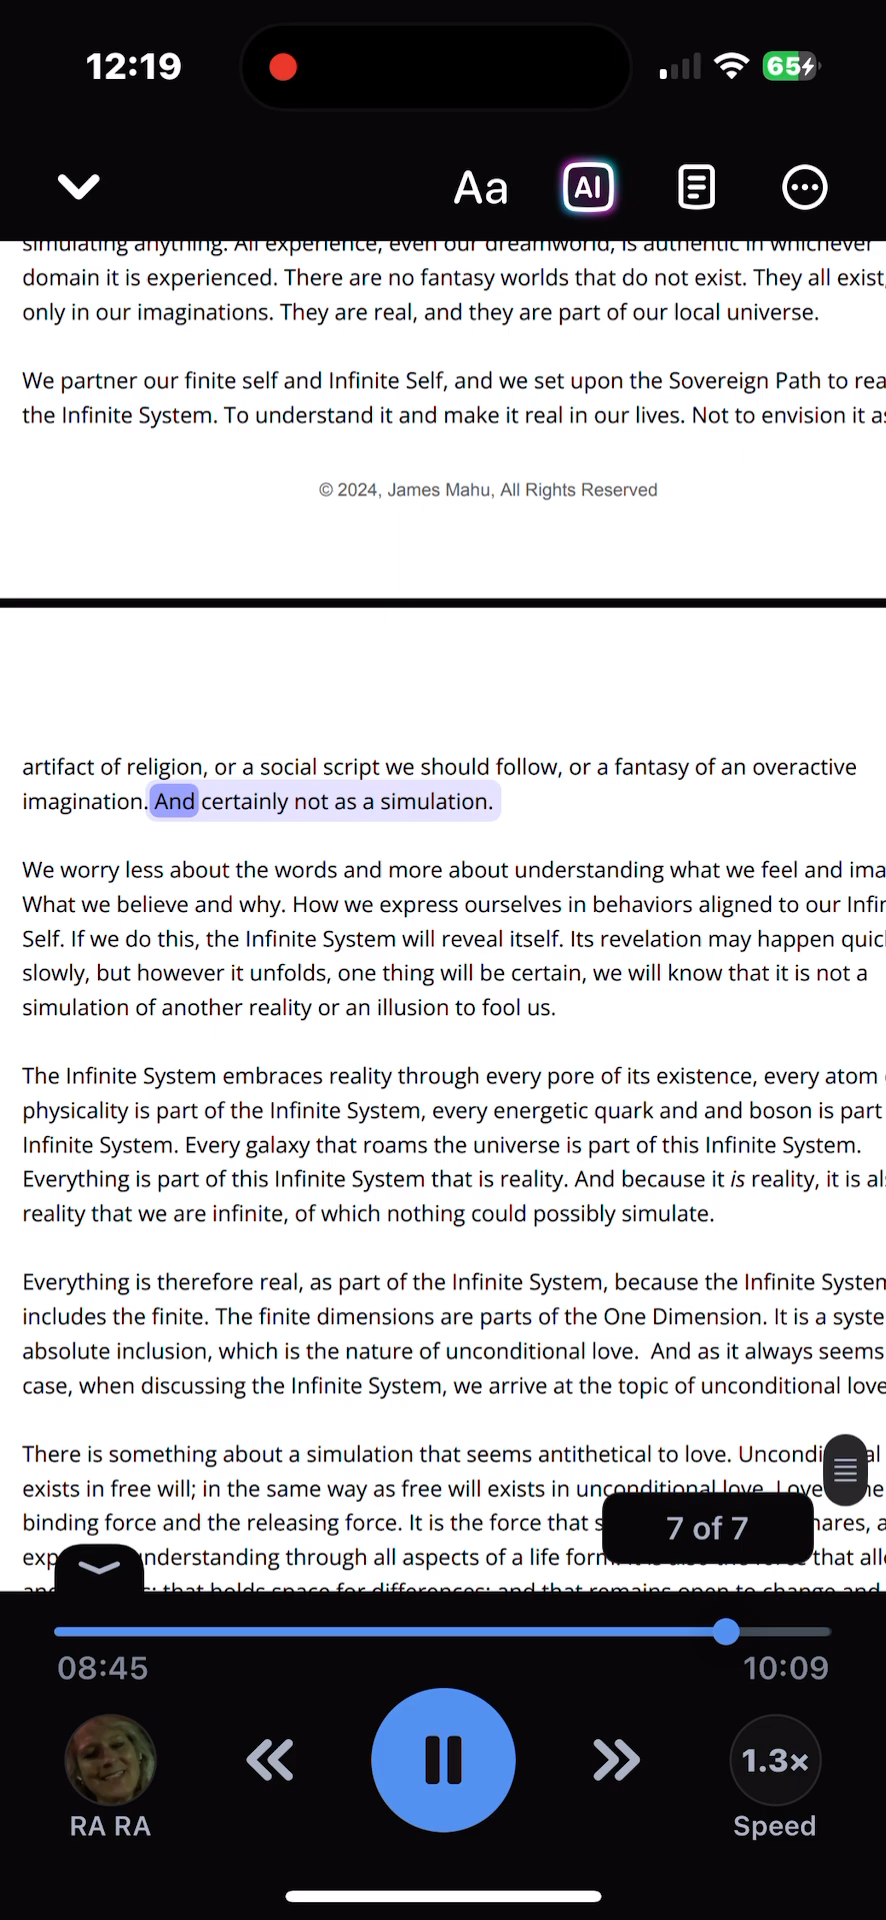 12:19
65
Aa
AI
simulating anything. All experience, even our dreamworld, is authentic in whichever
domain it is experienced. There are no fantasy worlds that do not exist. They all exist,
only in our imaginations. They are real, and they are part of our local universe.
We partner our finite self and Infinite Self, and we set upon the Sovereign Path to rea
the Infinite System. To understand it and make it real in our lives. Not to envision it as
© 2024, James Mahu, All Rights Reserved
artifact of religion, or a social script we should follow, or a fantasy of an overactive
imagination. And certainly not as a simulation.
We worry less about the words and more about understanding what we feel and ima
What we believe and why. How we express ourselves in behaviors aligned to our Infin
Self. If we do this, the Infinite System will reveal itself. Its revelation may happen quic
slowly, but however it unfolds, one thing will be certain, we will know that it is not a
simulation of another reality or an illusion to fool us.
The Infinite System embraces reality through every pore of its existence, every atom
physicality is part of the Infinite System, every energetic quark and and boson is part
Infinite System. Every galaxy that roams the universe is part of this Infinite System.
Everything is part of this Infinite System that is reality. And because it is reality, it is als
reality that we are infinite, of which nothing could possibly simulate.
Everything is therefore real, as part of the Infinite System, because the Infinite System
includes the finite. The finite dimensions are parts of the One Dimension. It is a syste
absolute inclusion, which is the nature of unconditional love. And as it always seems
case, when discussing the Infinite System, we arrive at the topic of unconditional love
There is something about a simulation that seems antithetical to love. Uncondi al
exists in free will; in the same way as free will exists in unconditional love. Love he
binding force and the releasing force. It is the force that s hares, a
exp nderstanding through all aspects of a life form that all
that holds space for differences; and that remains open to change and
7 of 7
08:45
10:09
1.3×
RA RA
Speed